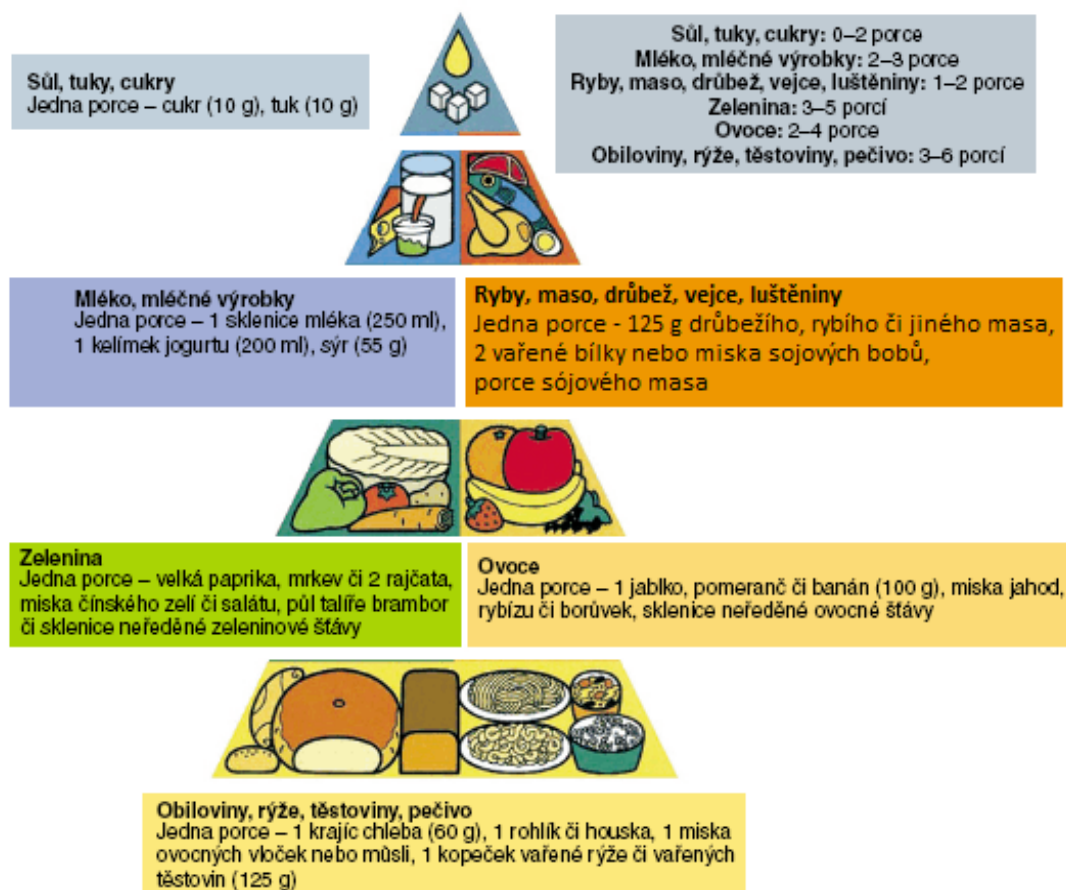 Sůl, tuky, cukry
Jedna porce – cukr (10 g), tuk (10 g)
Sůl, tuky, cukry: 0–2 porce
Mléko, mléčné výrobky: 2–3 porce
Ryby, maso, drůbež, vejce, luštěniny: 1–2 porce
Zelenina: 3–5 porcí
Ovoce: 2–4 porce
Obiloviny, rýže, těstoviny, pečivo: 3–6 porcí
Mléko, mléčné výrobky
Jedna porce – 1 sklenice mléka (250 ml),
1 kelímek jogurtu (200 ml), sýr (55 g)
Ryby, maso, drůbež, vejce, luštěniny
Jedna porce - 125 g drůbežího, rybího či jiného masa,
2 vařené bílky nebo miska sojových bobů,
porce sójového masa
Zelenina
Jedna porce – velká paprika, mrkev či 2 rajčata,
miska čínského zelí či salátu, půl talíře brambor
či sklenice neředěné zeleninové šťávy
Ovoce
Jedna porce – 1 jablko, pomeranč či banán (100 g), miska jahod,
rybízu či borůvek, sklenice neředěné ovocné šťávy
Obiloviny, rýže, těstoviny, pečivo
Jedna porce – 1 krajíc chleba (60 g), 1 rohlík či houska, 1 miska
ovocných vloček nebo müsli, 1 kopeček vařené rýže či vařených
těstovin (125 g)